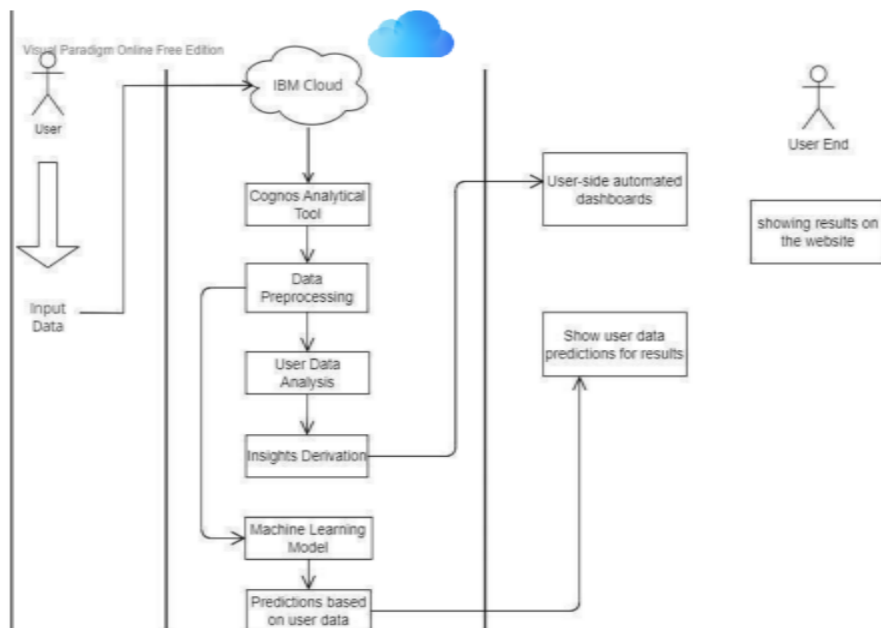 Visual Paradigm Online Free Edition
User
Input
Data
IBM Cloud
Cognos Analytical
Tool
Data
Preprocessing
User Data
Analysis
Insights Derivation
Machine Learning
Model
Predictions based
on user data
User-side automated
dashboards
Show user data
predictions for results
User End
showing results on
the website